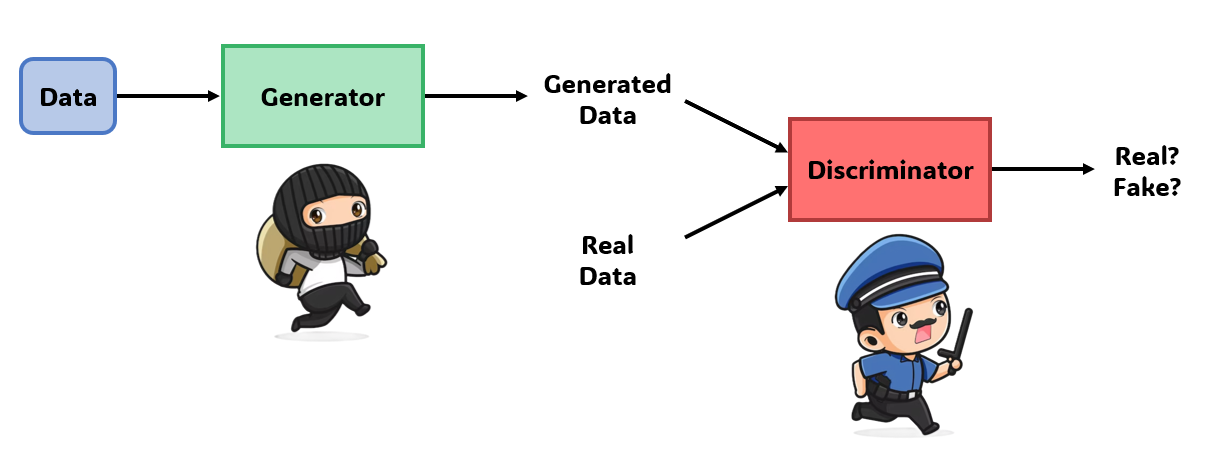 Data
Generator
Generated
Data
Real
Data
Discriminator
Real?
Fake?